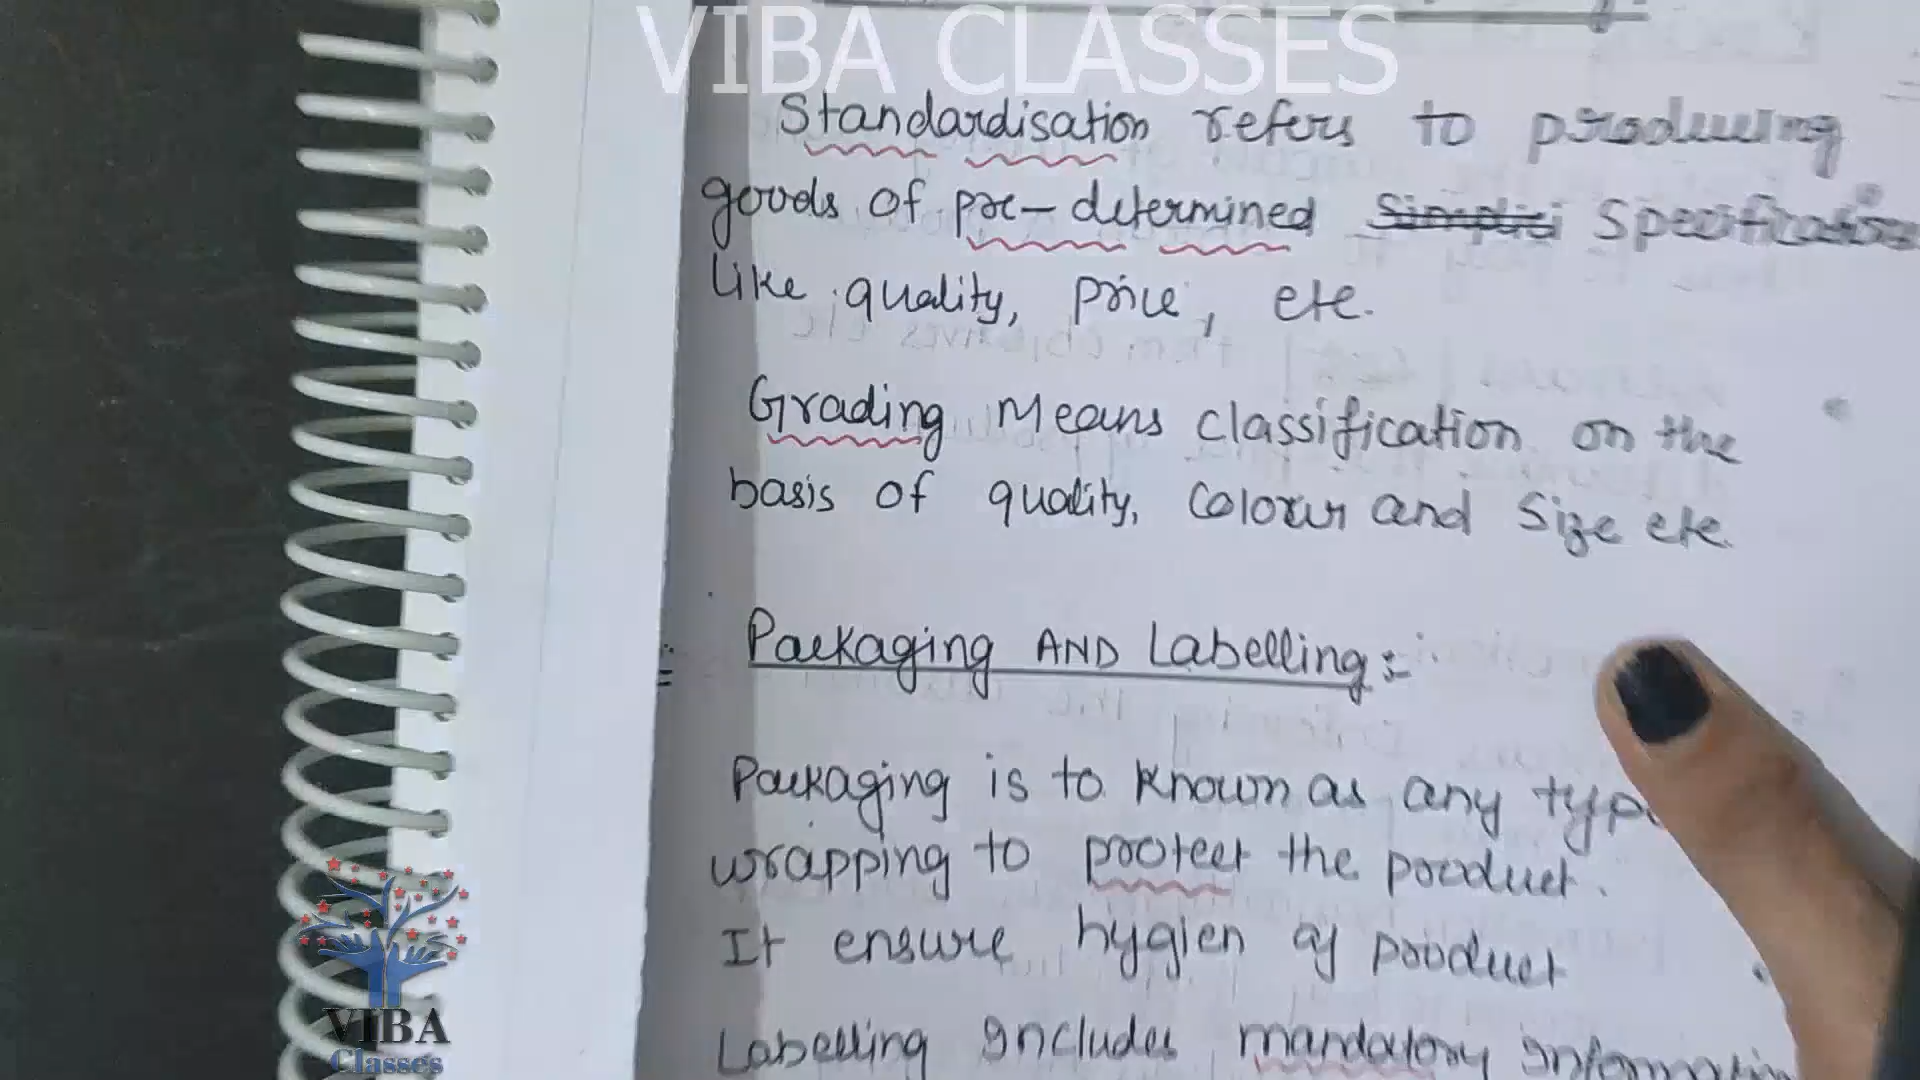 VIBA CLASSES
Standardisation refers to producing
goods of pre-determined Specifications
like quality, price, etc.
Grading Means classification on the
basis of quality, Colour and Size etc.
Packaging AND Labelling :-
Packaging is to known as any type
wrapping to protect the product.
It ensure hygien of product
Labelling Includes mandatory information
VIBA
Classes